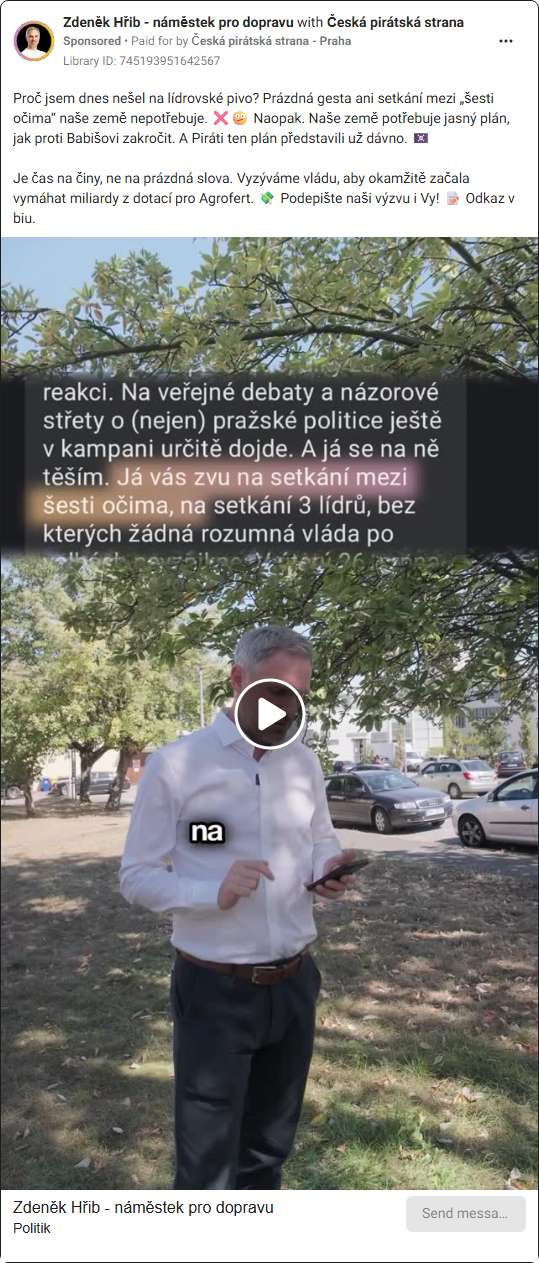 Zdeněk Hřib - náměstek pro dopravu with Česká pirátská strana
Sponsored • Paid for by Česká pirátská strana - Praha
Library ID: 745193951642567
Proč jsem dnes nešel na lídrovské pivo? Prázdná gesta ani setkání mezi „šesti
očima“ naše země nepotřebuje. ❌ 🤪 Naopak. Naše země potřebuje jasný plán,
jak proti Babišovi zakročit. A Piráti ten plán představili už dávno. 🏴‍☠️
Je čas na činy, ne na prázdná slova. Vyzýváme vládu, aby okamžitě začala
vymáhat miliardy z dotací pro Agrofert. 💸 Podepište naši výzvu i Vy! 📝 Odkaz v
biu.
reakci. Na veřejné debaty a názorové
střety o (nejen) pražské politice ještě
v kampani určitě dojde. A já se na ně
těším. Já vás zvu na setkání mezi
šesti očima, na setkání 3 lídrů, bez
kterých žádná rozumná vláda po
na
Zdeněk Hřib - náměstek pro dopravu
Politik
Send messa...